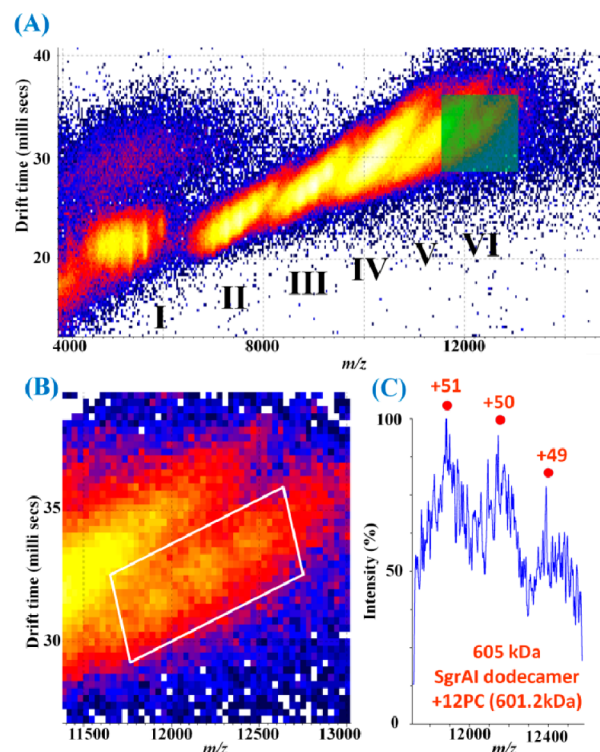 (A)
40
30
20
Drift time (milli secs)
I
II
III
IV
V
VI
4000
8000
12000
m/z
(B)
35
30
Drift time (milli secs)
11500
12000
12500
13000
m/z
(C)
+51
+50
+49
100
50
0
Intensity (%)
605 kDa
SgrAI dodecamer
+12PC (601.2kDa)
12000
12400
m/z